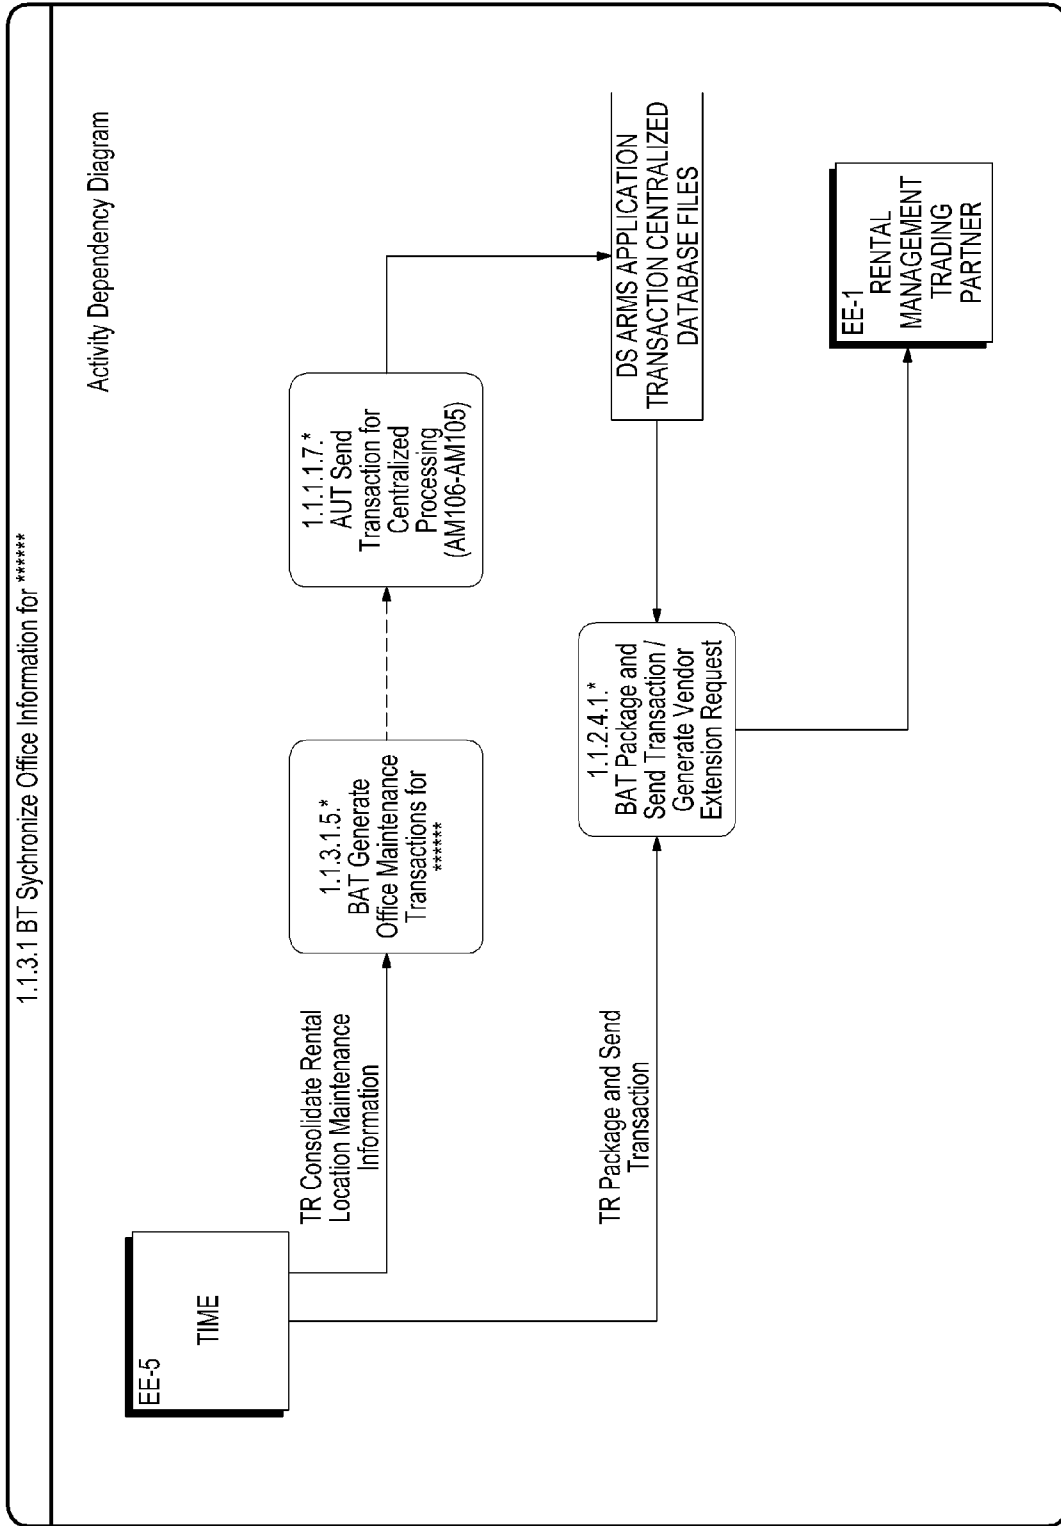 1.1.3.1 BT Sychronize Office Information for ******
Activity Dependency Diagram
EE-5
TIME
TR Consolidate Rental
Location Maintenance
Information
1.1.3.1.5.*
BAT Generate
Office Maintenance
Transactions for
******
1.1.1.1.7.*
AUT Send
Transaction for
Centralized
Processing
(AM106-AM105)
TR Package and Send
Transaction
1.1.2.4.1.*
BAT Package and
Send Transaction /
Generate Vendor
Extension Request
DS ARMS APPLICATION
TRANSACTION CENTRALIZED
DATABASE FILES
EE-1
RENTAL
MANAGEMENT
TRADING
PARTNER